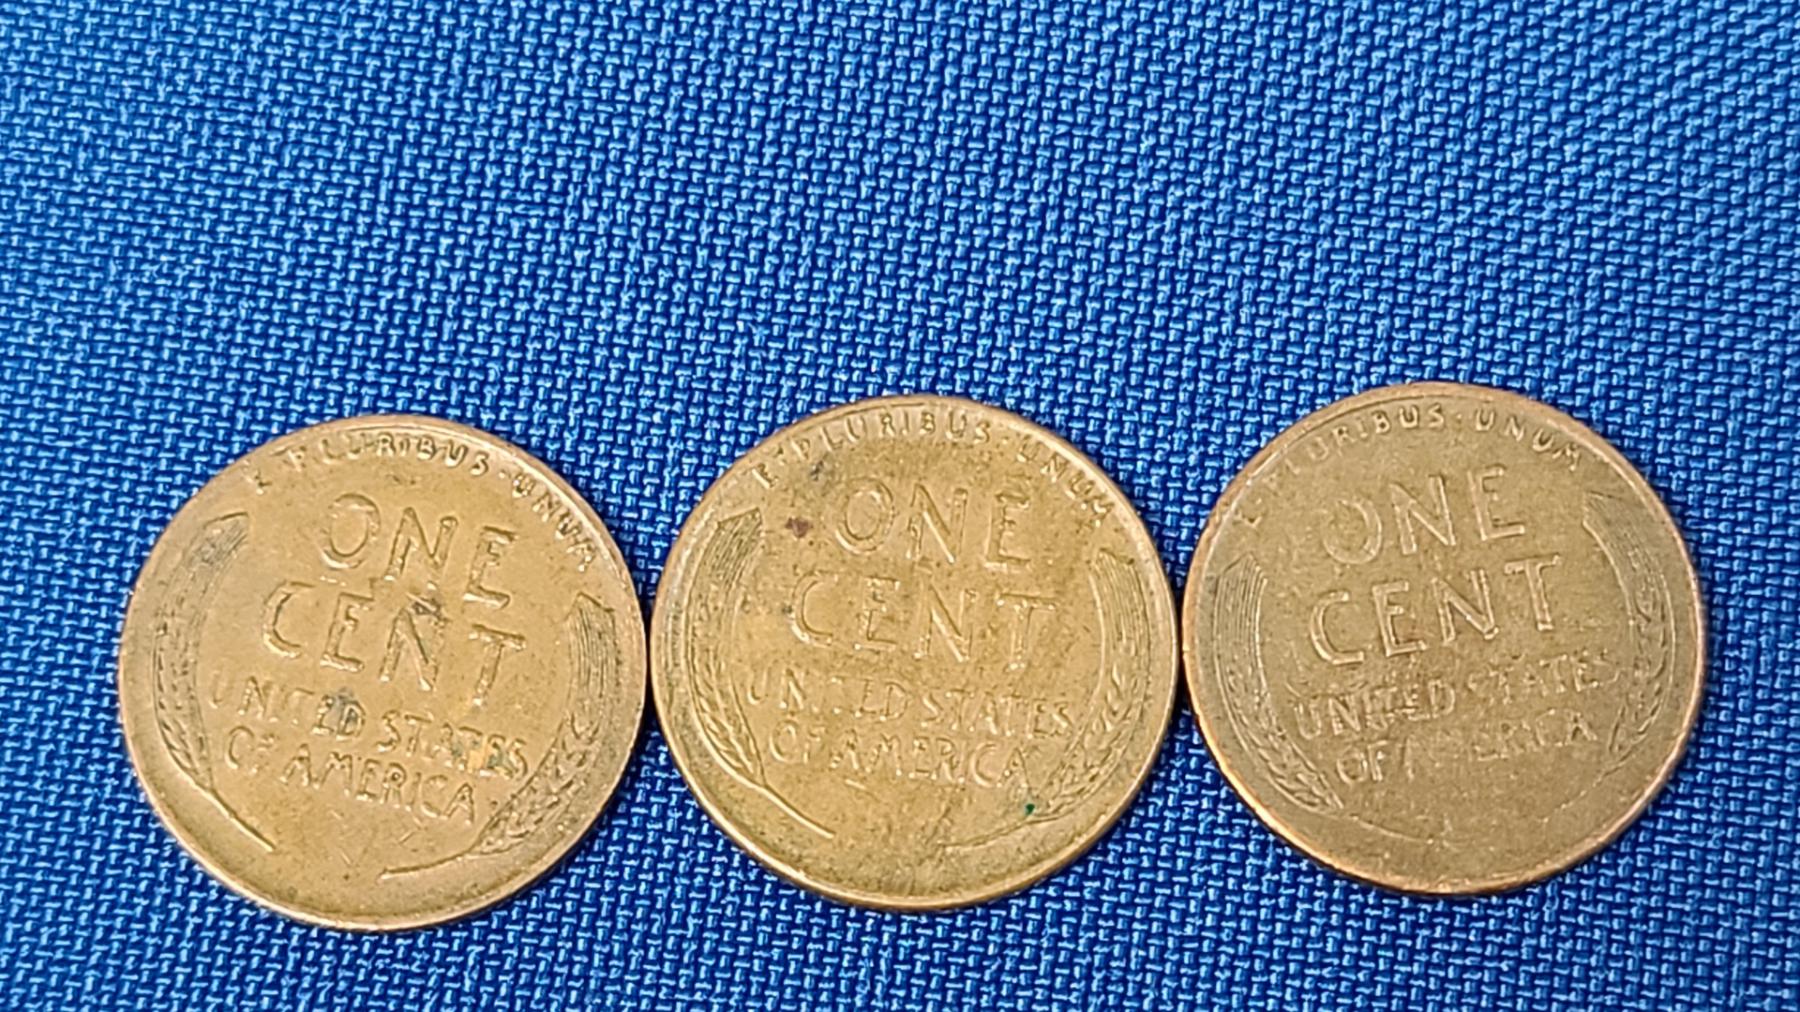 E PLURIBUS · UNUM
ONE
CENT
UNITED STATES
OF AMERICA
E · PLURIBUS · UNUM
ONE
CENT
UNITED STATES
OF AMERICA
E · PLURIBUS · UNUM
ONE
CENT
UNITED STATES
OF AMERICA